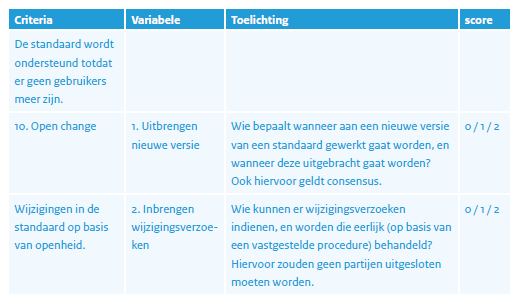 Criteria Variabele Toelichting score
De standaard wordt
ondersteund totdat
er geen gebruikers
meer zijn.
10. Open change 1. Uitbrengen Wie bepaalt wanneer aan een nieuwe versie 0 / 1 / 2
nieuwe versie van een standaard gewerkt gaat worden, en
wanneer deze uitgebracht gaat worden?
Ook hiervoor geldt consensus.
Wijzigingen in de 2. Inbrengen Wie kunnen er wijzigingsverzoeken 0 / 1 / 2
standaard op basis wijzigingsverzoe- indienen, en worden die eerlijk (op basis van
van openheid. ken een vastgestelde procedure) behandeld?
Hiervoor zouden geen partijen uitgesloten
moeten worden.